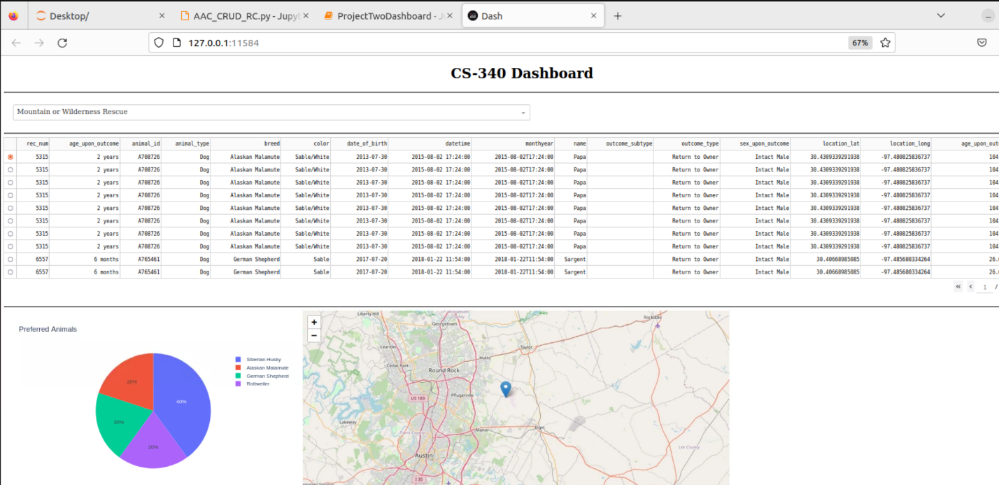 Desktop/ × AAC_CRUD_RC.py - Jupyt × ProjectTwoDashboard - J × Dash × +
127.0.0.1:11584 67%
CS-340 Dashboard
Mountain or Wilderness Rescue
rec_num age_upon_outcome animal_id animal_type breed color date_of_birth datetime monthyear name outcome_subtype outcome_type sex_upon_outcome location_lat location_long age_upon_out
5315 2 years A708726 Dog Alaskan Malamute Sable/White 2013-07-30 2015-08-02 17:24:00 2015-08-02T17:24:00 Papa Return to Owner Intact Male 30.4309339291938 -97.480825836737 104
5315 2 years A708726 Dog Alaskan Malamute Sable/White 2013-07-30 2015-08-02 17:24:00 2015-08-02T17:24:00 Papa Return to Owner Intact Male 30.4309339291938 -97.480825836737 104
5315 2 years A708726 Dog Alaskan Malamute Sable/White 2013-07-30 2015-08-02 17:24:00 2015-08-02T17:24:00 Papa Return to Owner Intact Male 30.4309339291938 -97.480825836737 104
5315 2 years A708726 Dog Alaskan Malamute Sable/White 2013-07-30 2015-08-02 17:24:00 2015-08-02T17:24:00 Papa Return to Owner Intact Male 30.4309339291938 -97.480825836737 104
5315 2 years A708726 Dog Alaskan Malamute Sable/White 2013-07-30 2015-08-02 17:24:00 2015-08-02T17:24:00 Papa Return to Owner Intact Male 30.4309339291938 -97.480825836737 104
5315 2 years A708726 Dog Alaskan Malamute Sable/White 2013-07-30 2015-08-02 17:24:00 2015-08-02T17:24:00 Papa Return to Owner Intact Male 30.4309339291938 -97.480825836737 104
5315 2 years A708726 Dog Alaskan Malamute Sable/White 2013-07-30 2015-08-02 17:24:00 2015-08-02T17:24:00 Papa Return to Owner Intact Male 30.4309339291938 -97.480825836737 104
5315 2 years A708726 Dog Alaskan Malamute Sable/White 2013-07-30 2015-08-02 17:24:00 2015-08-02T17:24:00 Papa Return to Owner Intact Male 30.4309339291938 -97.480825836737 104
6557 6 months A765461 Dog German Shepherd Sable 2017-07-20 2018-01-22 11:54:00 2018-01-22T11:54:00 Sargent Return to Owner Intact Male 30.40668985085 -97.485680334264 26.
6557 6 months A765461 Dog German Shepherd Sable 2017-07-20 2018-01-22 11:54:00 2018-01-22T11:54:00 Sargent Return to Owner Intact Male 30.40668985085 -97.485680334264 26.
« ‹ 1 /
Preferred Animals
Siberian Husky
Alaskan Malamute
German Shepherd
Rottweiler
20%
40%
20%
20%
+
−
Liberty Hill
Georgetown
Rockdale
Leander
Taylor
Hutto
Cedar Park
Round Rock
Pflugerville
US 183
Lakeway
Manor
Elgin
Travis County
Lee County
Austin
I 35